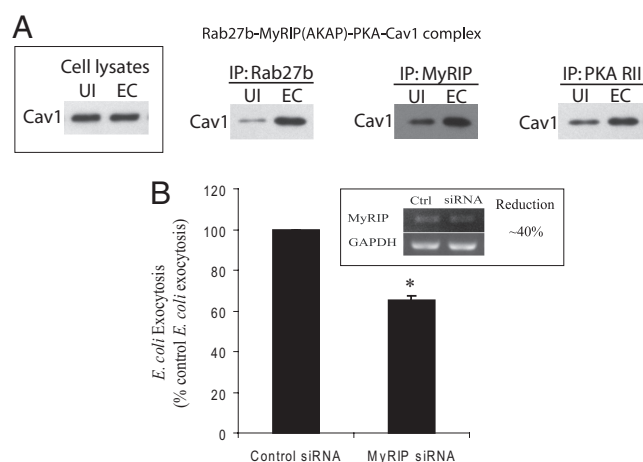 A
Rab27b-MyRIP(AKAP)-PKA-Cav1 complex
Cell lysates
UI EC
Cav1
IP: Rab27b
UI EC
Cav1
IP: MyRIP
UI EC
Cav1
IP: PKA RII
UI EC
Cav1
B
E. coli Exocytosis
(% control E. coli exocytosis)
120
100
80
60
40
20
0
*
Control siRNA
MyRIP siRNA
Ctrl siRNA
MyRIP
GAPDH
Reduction
~40%